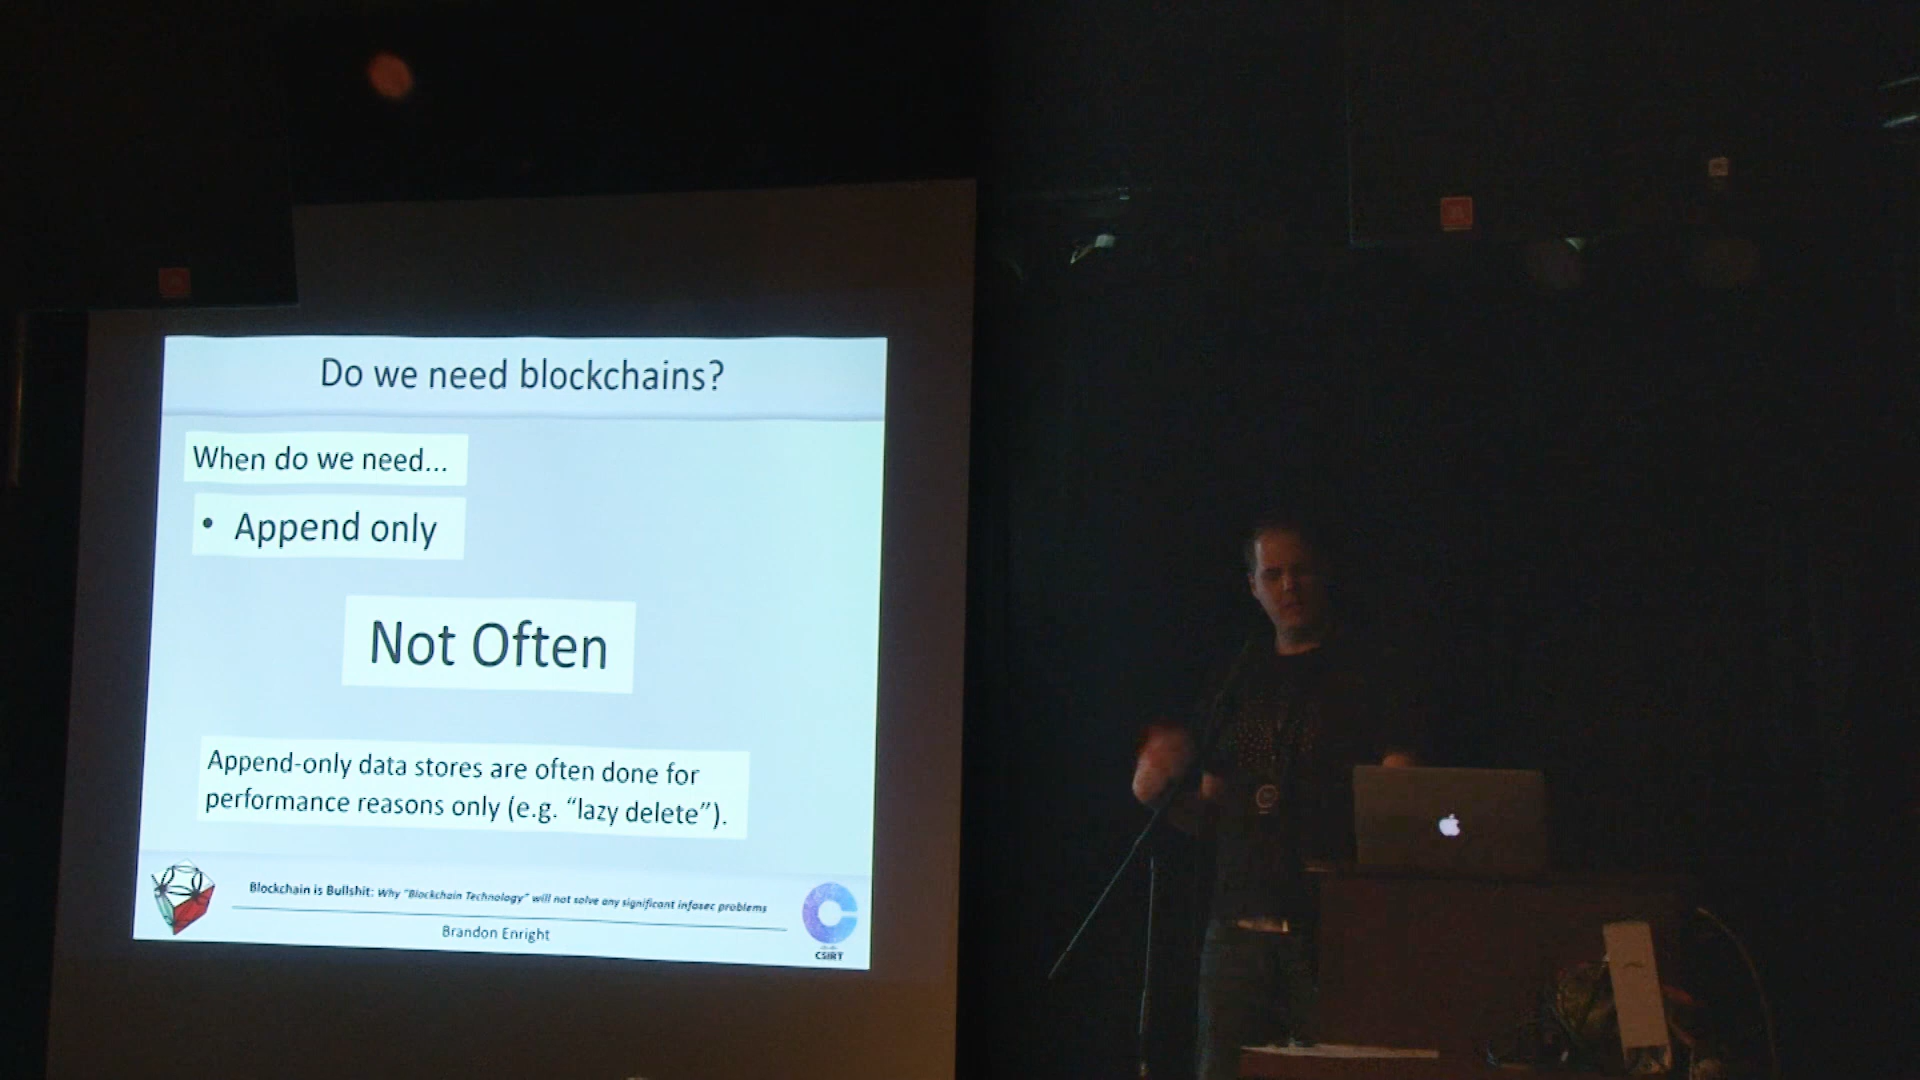 Do we need blockchains?
When do we need...
• Append only
Not Often
Append-only data stores are often done for
performance reasons only (e.g. “lazy delete”).
Blockchain is Bullshit: Why "Blockchain Technology" will not solve any significant infosec problems
Brandon Enright
CSIRT